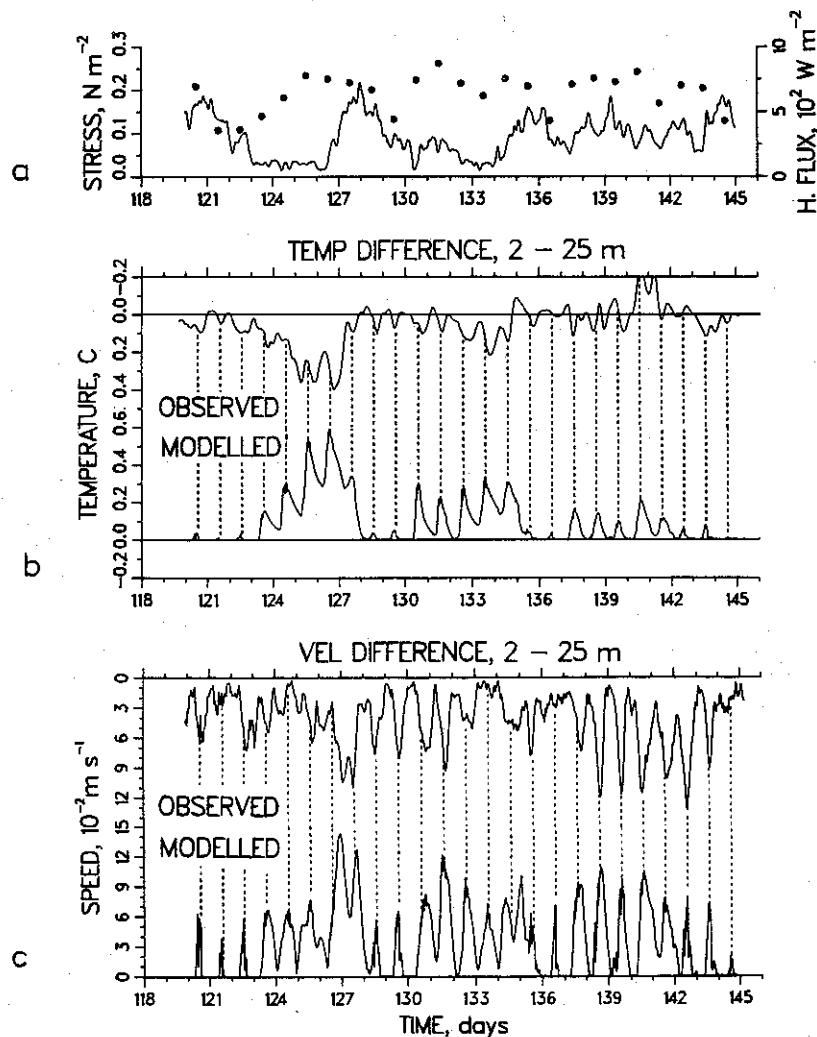 a
STRESS, N m⁻²
0.3
0.2
0.1
0.0
10
5
0
H. FLUX, 10² W m⁻²
118 121 124 127 130 133 136 139 142 145
TEMP DIFFERENCE, 2 – 25 m
b
TEMPERATURE, C
-0.2
0.0
0.2
0.4
0.6
0.4
0.2
0.0
-0.2
OBSERVED
MODELLED
118 121 124 127 130 133 136 139 142 145
VEL DIFFERENCE, 2 – 25 m
c
SPEED, 10⁻² m s⁻¹
0
3
6
9
12
15
12
9
6
3
0
OBSERVED
MODELLED
118 121 124 127 130 133 136 139 142 145
TIME, days